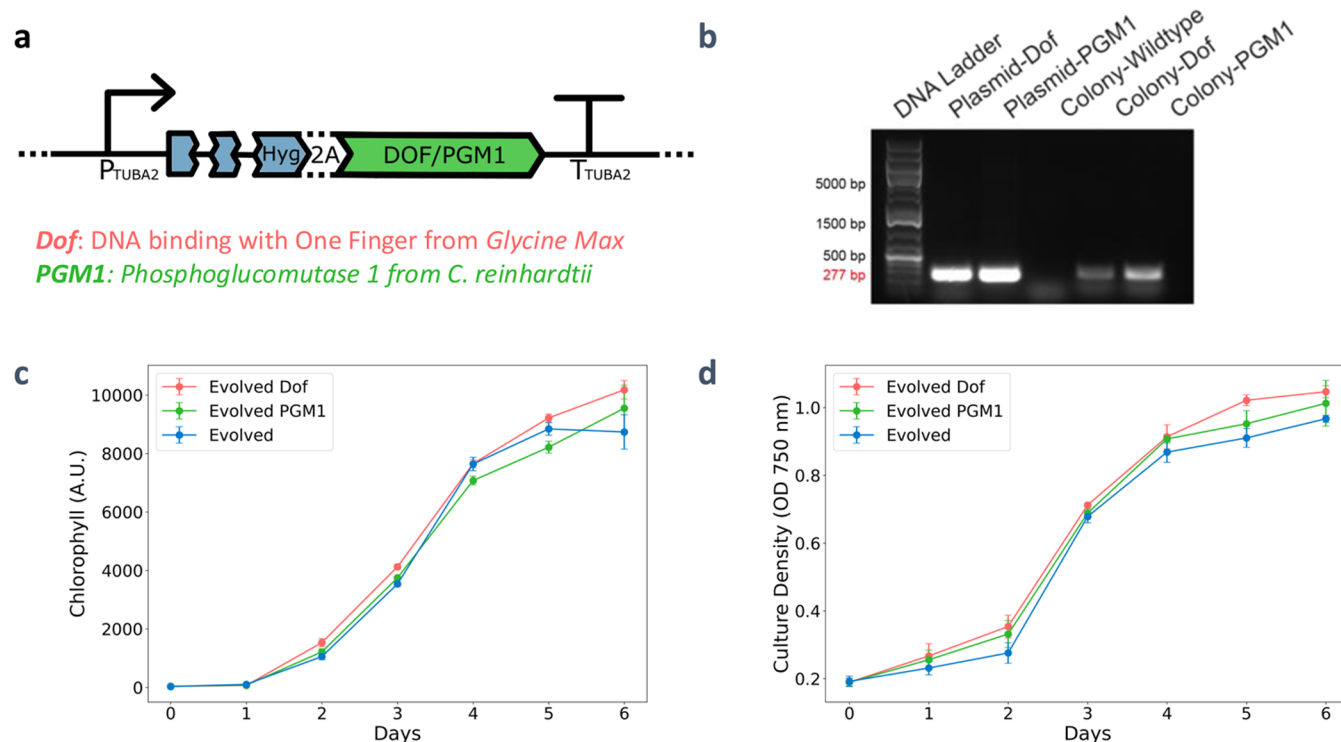 a
P_TUBA2 Hyg 2A DOF/PGM1 T_TUBA2
Dof: DNA binding with One Finger from Glycine Max
PGM1: Phosphoglucomutase 1 from C. reinhardtii
b
DNA Ladder
Plasmid-Dof
Plasmid-PGM1
Colony-Wildtype
Colony-Dof
Colony-PGM1
5000 bp
1500 bp
500 bp
277 bp
c
Evolved Dof
Evolved PGM1
Evolved
Chlorophyll (A.U.)
10000
8000
6000
4000
2000
0
0 1 2 3 4 5 6
Days
d
Evolved Dof
Evolved PGM1
Evolved
Culture Density (OD 750 nm)
1.0
0.8
0.6
0.4
0.2
0 1 2 3 4 5 6
Days